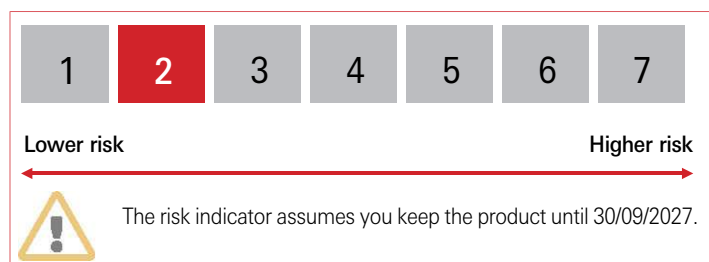 1 2 3 4 5 6 7
Lower risk Higher risk
The risk indicator assumes you keep the product until 30/09/2027.